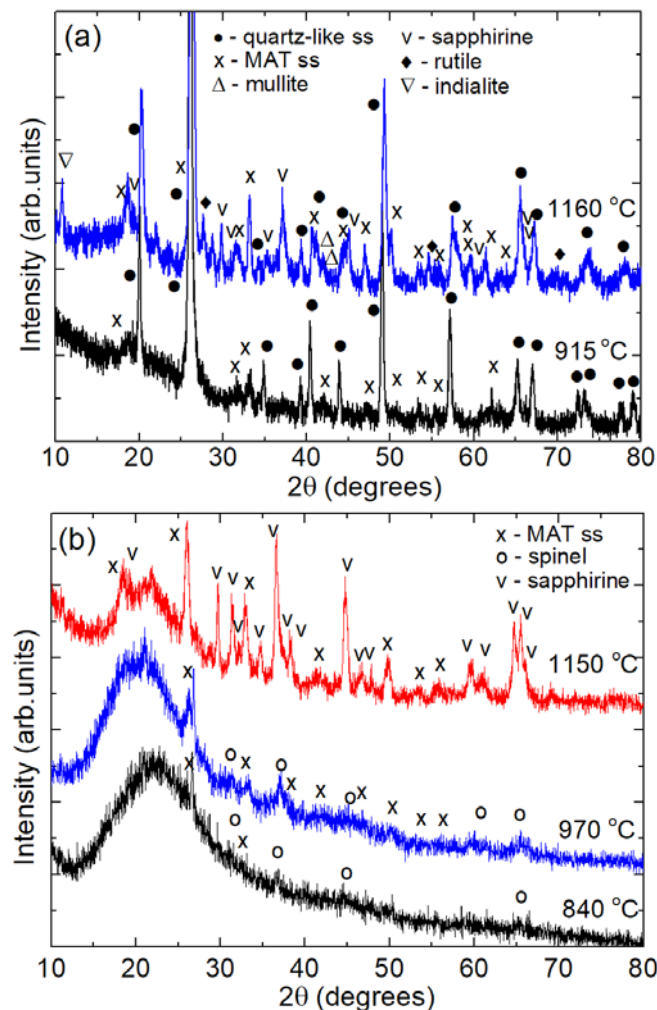 (a)
● - quartz-like ss
v - sapphirine
x - MAT ss
♦ - rutile
△ - mullite
▽ - indialite
1160 °C
915 °C
Intensity (arb.units)
10 20 30 40 50 60 70 80
2θ (degrees)
(b)
x - MAT ss
o - spinel
v - sapphirine
1150 °C
970 °C
840 °C
Intensity (arb.units)
10 20 30 40 50 60 70 80
2θ (degrees)